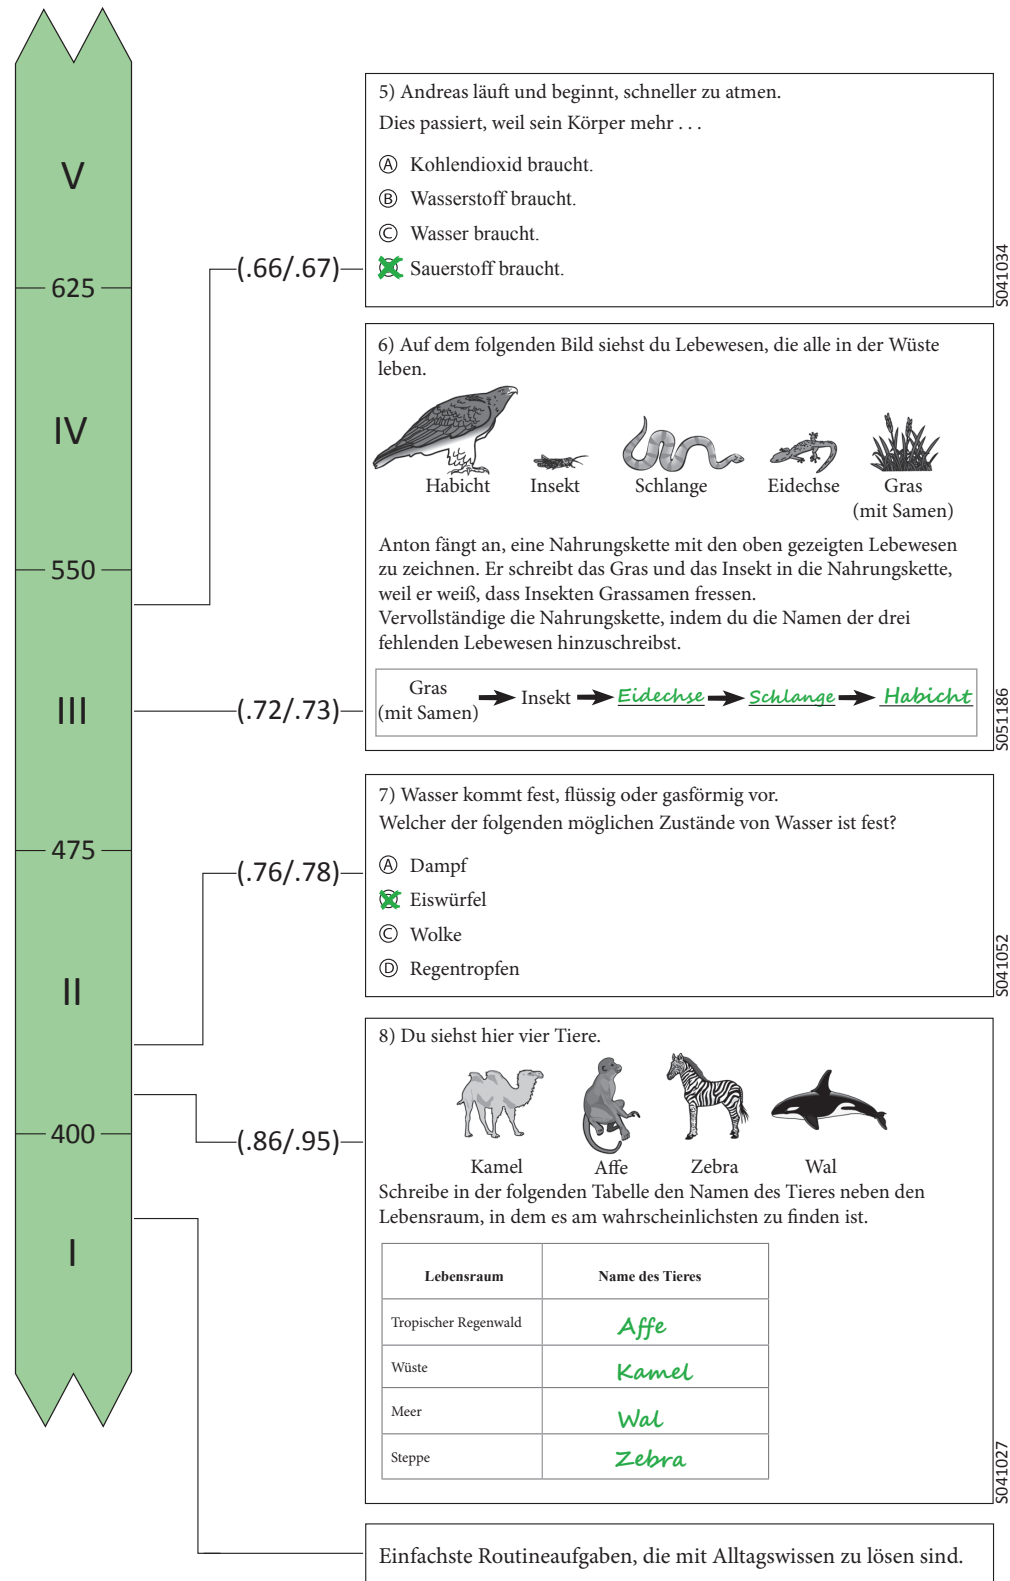 V
625
IV
550
III
475
II
400
I
(.66/.67)
(.72/.73)
(.76/.78)
(.86/.95)
5) Andreas läuft und beginnt, schneller zu atmen.
Dies passiert, weil sein Körper mehr . . .
A Kohlendioxid braucht.
B Wasserstoff braucht.
C Wasser braucht.
Sauerstoff braucht.
S041034
6) Auf dem folgenden Bild siehst du Lebewesen, die alle in der Wüste
leben.
Habicht Insekt Schlange Eidechse Gras
(mit Samen)
Anton fängt an, eine Nahrungskette mit den oben gezeigten Lebewesen
zu zeichnen. Er schreibt das Gras und das Insekt in die Nahrungskette,
weil er weiß, dass Insekten Grassamen fressen.
Vervollständige die Nahrungskette, indem du die Namen der drei
fehlenden Lebewesen hinzuschreibst.
Gras
(mit Samen) Insekt Eidechse Schlange Habicht
S051186
7) Wasser kommt fest, flüssig oder gasförmig vor.
Welcher der folgenden möglichen Zustände von Wasser ist fest?
A Dampf
Eiswürfel
C Wolke
D Regentropfen
S041052
8) Du siehst hier vier Tiere.
Kamel Affe Zebra Wal
Schreibe in der folgenden Tabelle den Namen des Tieres neben den
Lebensraum, in dem es am wahrscheinlichsten zu finden ist.
Lebensraum Name des Tieres
Tropischer Regenwald Affe
Wüste Kamel
Meer Wal
Steppe Zebra
S041027
Einfachste Routineaufgaben, die mit Alltagswissen zu lösen sind.